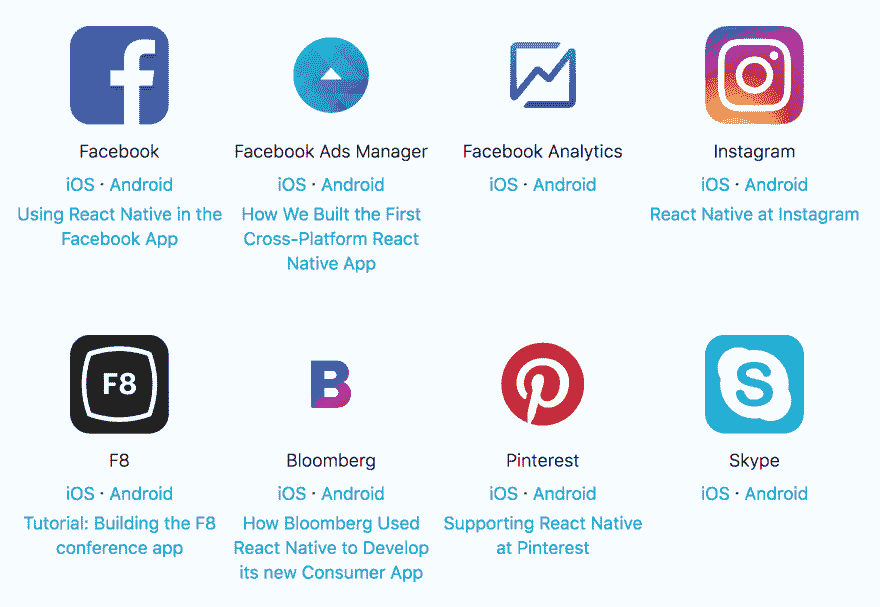 Facebook
iOS · Android
Using React Native in the
Facebook App
Facebook Ads Manager
iOS · Android
How We Built the First
Cross-Platform React
Native App
Facebook Analytics
iOS · Android
Instagram
iOS · Android
React Native at Instagram
F8
F8
iOS · Android
Tutorial: Building the F8
conference app
B
Bloomberg
iOS · Android
How Bloomberg Used
React Native to Develop
its new Consumer App
Pinterest
iOS · Android
Supporting React Native
at Pinterest
S
Skype
iOS · Android